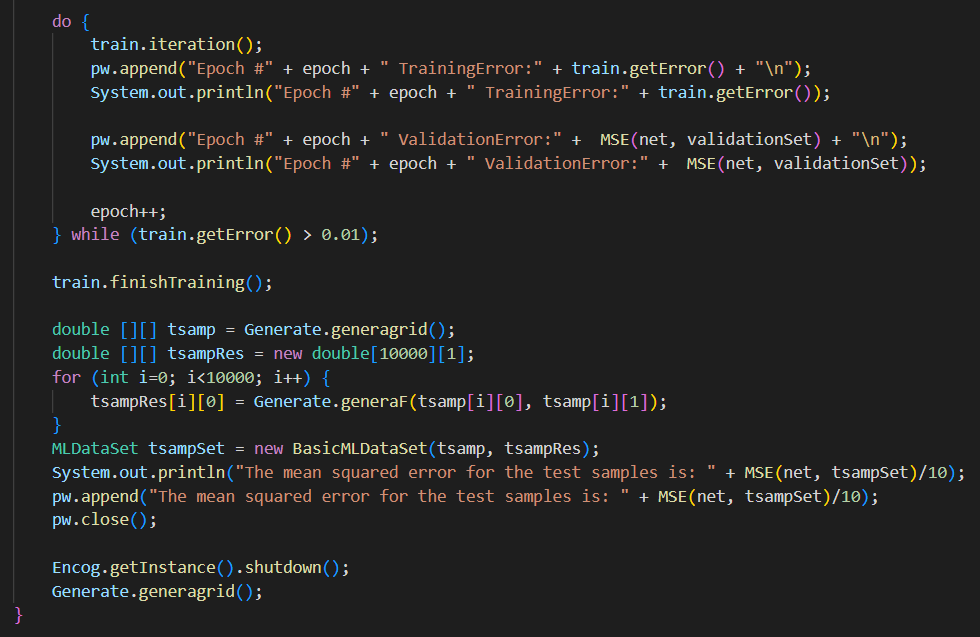 do {
train.iteration();
pw.append("Epoch #" + epoch + " TrainingError:" + train.getError() + "\n");
System.out.println("Epoch #" + epoch + " TrainingError:" + train.getError());
pw.append("Epoch #" + epoch + " ValidationError:" +  MSE(net, validationSet) + "\n");
System.out.println("Epoch #" + epoch + " ValidationError:" +  MSE(net, validationSet));
epoch++;
} while (train.getError() > 0.01);
train.finishTraining();
double [][] tsamp = Generate.generagrid();
double [][] tsampRes = new double[10000][1];
for (int i=0; i<10000; i++) {
tsampRes[i][0] = Generate.generaF(tsamp[i][0], tsamp[i][1]);
}
MLDataSet tsampSet = new BasicMLDataSet(tsamp, tsampRes);
System.out.println("The mean squared error for the test samples is: " + MSE(net, tsampSet)/10);
pw.append("The mean squared error for the test samples is: " + MSE(net, tsampSet)/10);
pw.close();
Encog.getInstance().shutdown();
Generate.generagrid();
}